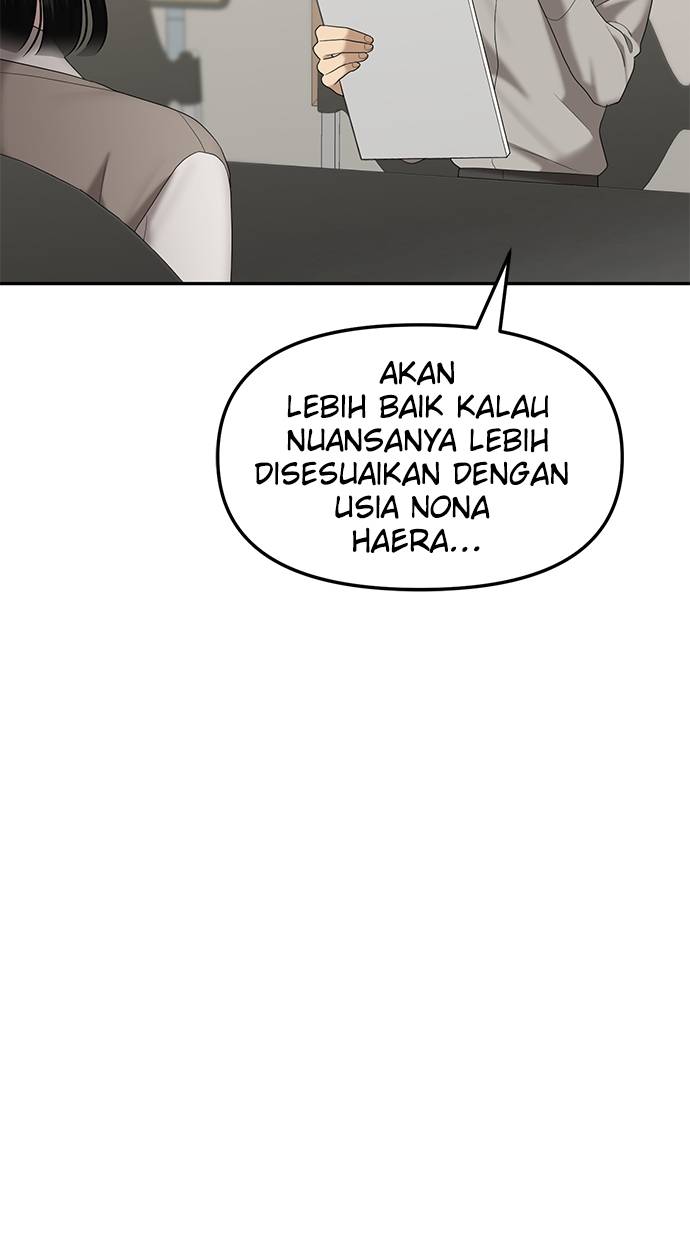 AKAN
LEBIH BAIK KALAU
NUANSANYA LEBIH
DISESUAIKAN DENGAN
USIA NONA
HAERA...